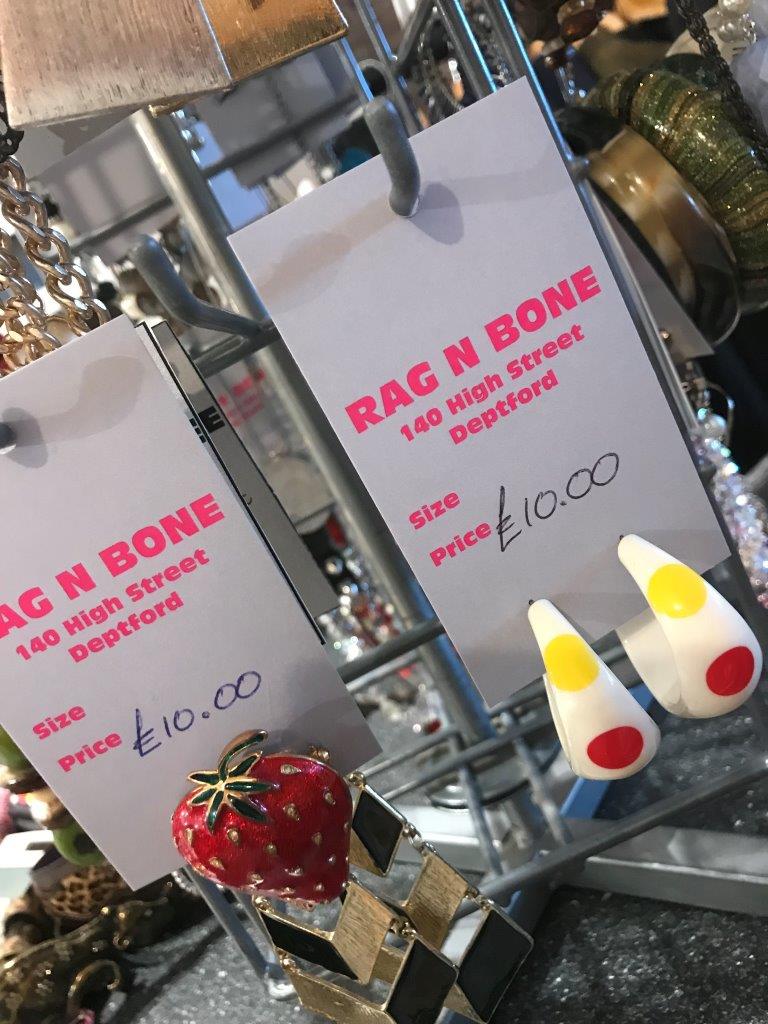 RAG N BONE
140 High Street
Deptford
Size
Price £10.00
AG N BONE
140 High Street
Deptford
Size
Price £10.00